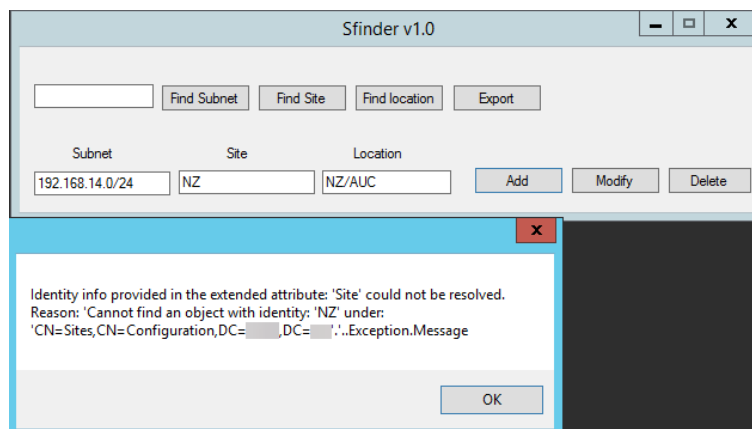 Sfinder v1.0
Find Subnet Find Site Find location Export
Subnet Site Location
192.168.14.0/24 NZ NZ/AUC Add Modify Delete
Identity info provided in the extended attribute: 'Site' could not be resolved.
Reason: 'Cannot find an object with identity: 'NZ' under:
'CN=Sites,CN=Configuration,DC= ,DC= '.'..Exception.Message
OK